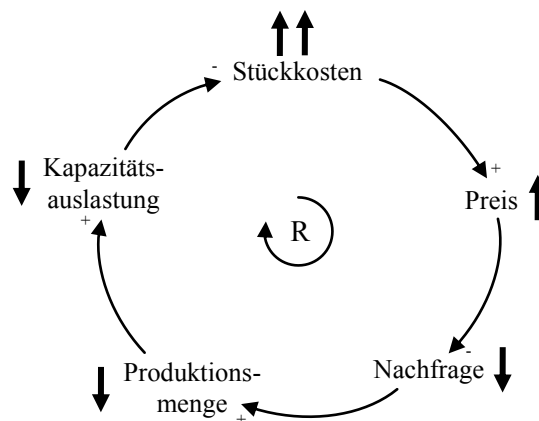 - Stückkosten
+
Preis
-
Nachfrage
Produktions-
menge
+
Kapazitäts-
auslastung
+
R